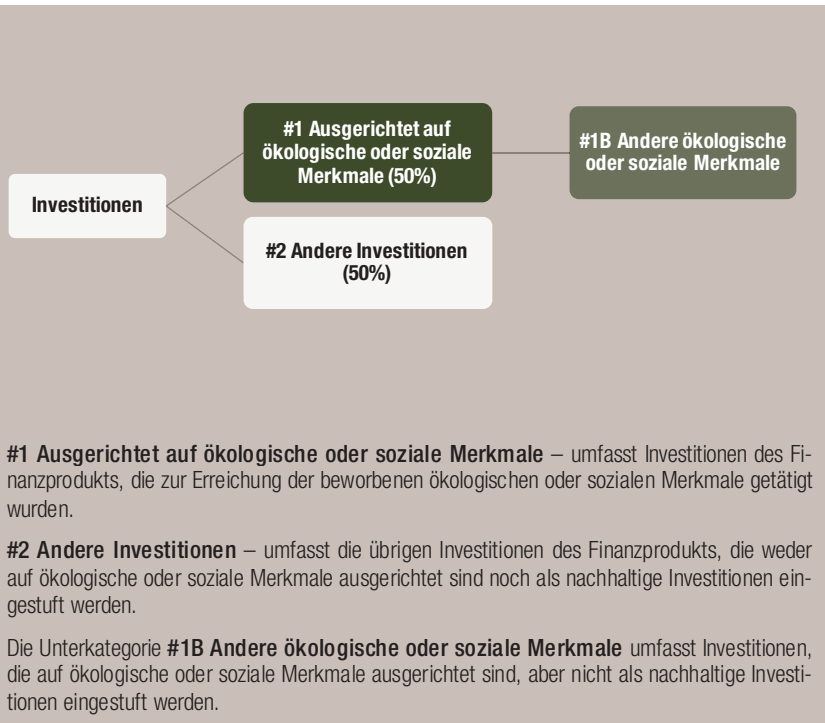 #1 Ausgerichtet auf
ökologische oder soziale
Merkmale (50%)
#1B Andere ökologische
oder soziale Merkmale
Investitionen
#2 Andere Investitionen
(50%)
#1 Ausgerichtet auf ökologische oder soziale Merkmale – umfasst Investitionen des Fi-
nanzprodukts, die zur Erreichung der beworbenen ökologischen oder sozialen Merkmale getätigt
wurden.
#2 Andere Investitionen – umfasst die übrigen Investitionen des Finanzprodukts, die weder
auf ökologische oder soziale Merkmale ausgerichtet sind noch als nachhaltige Investitionen ein-
gestuft werden.
Die Unterkategorie #1B Andere ökologische oder soziale Merkmale umfasst Investitionen,
die auf ökologische oder soziale Merkmale ausgerichtet sind, aber nicht als nachhaltige Investi-
tionen eingestuft werden.